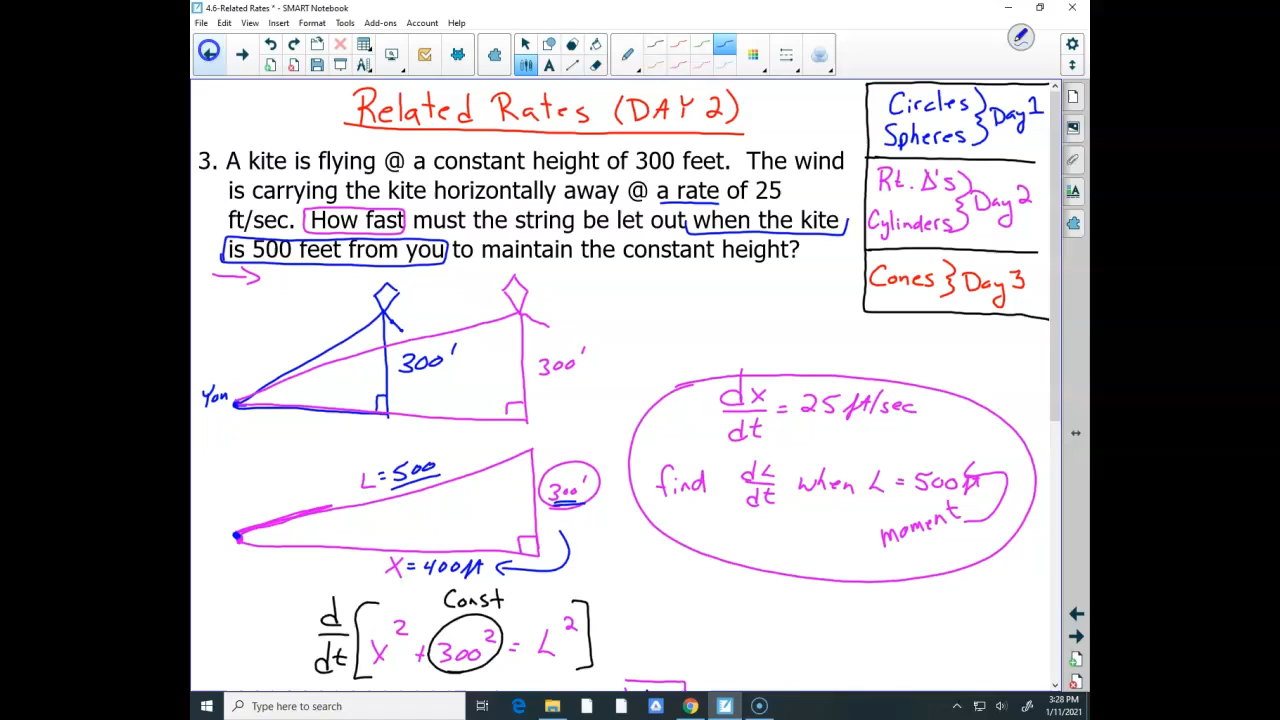 4.6-Related Rates * - SMART Notebook
File Edit View Insert Format Tools Add-ons Account Help
Related Rates (DAY 2)
Circles
Spheres
} Day 1
Rt. Δ's
Cylinders
} Day 2
Cones } Day 3
3. A kite is flying @ a constant height of 300 feet. The wind
is carrying the kite horizontally away @ a rate of 25
ft/sec. How fast must the string be let out when the kite
is 500 feet from you to maintain the constant height?
You
300'
300'
dx/dt = 25 ft/sec
find dL/dt when L = 500 ft
moment
L = 500
300'
X = 400ft
Const
d/dt [ x² + 300² = L² ]
Type here to search
3:28 PM
1/11/2021